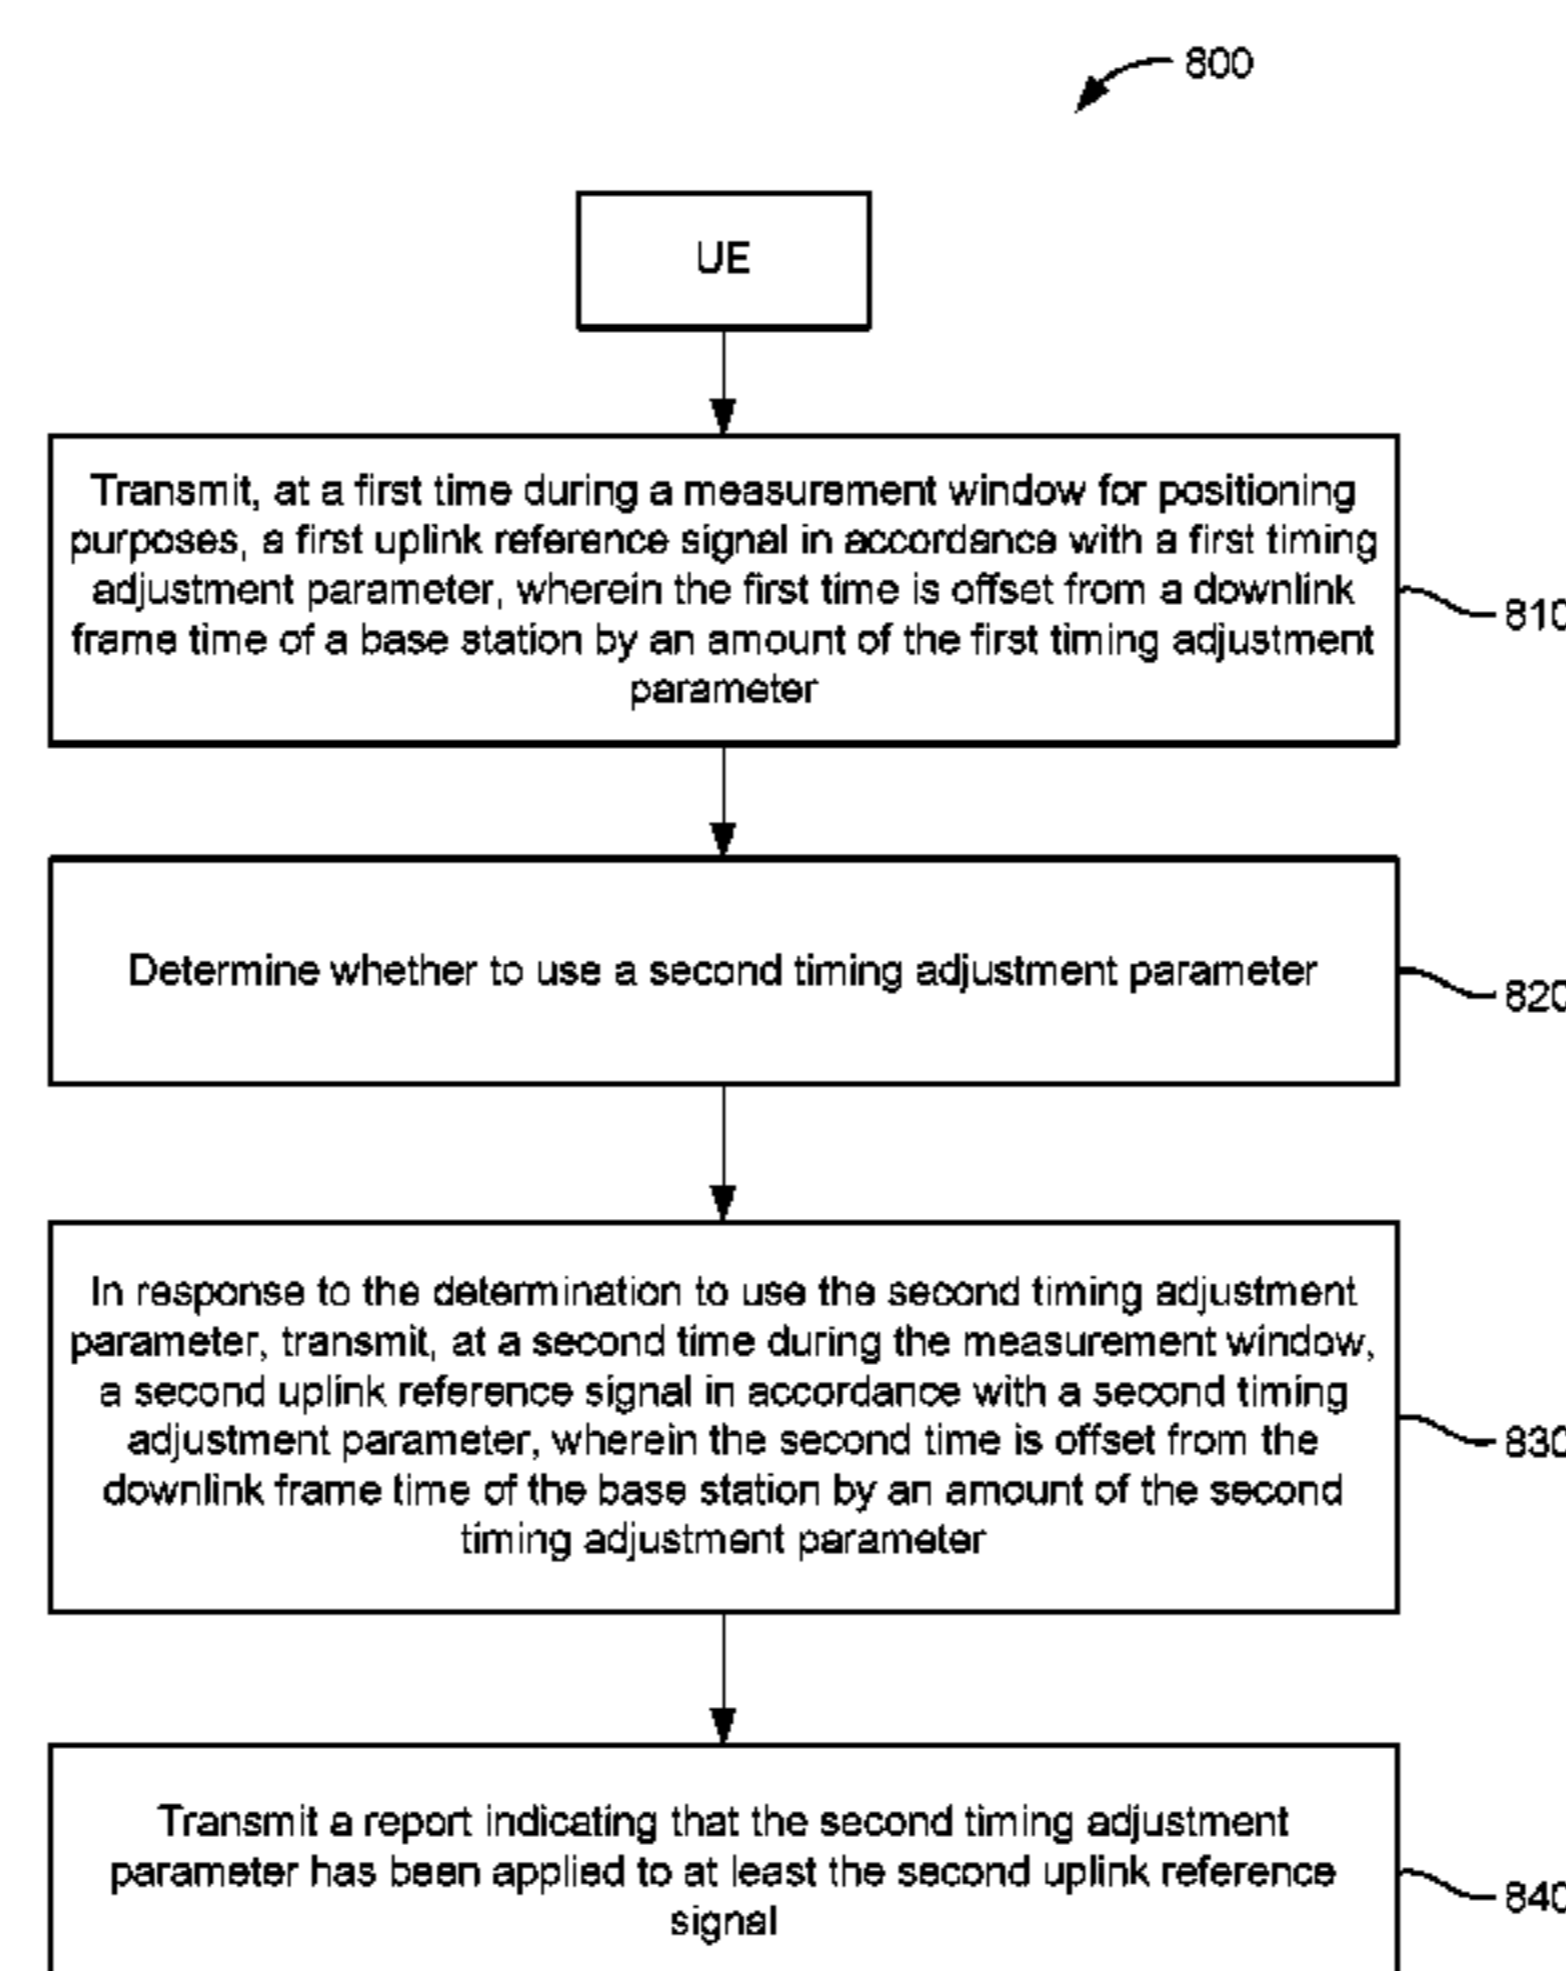 800
UE
Transmit, at a first time during a measurement window for positioning
purposes, a first uplink reference signal in accordance with a first timing
adjustment parameter, wherein the first time is offset from a downlink
frame time of a base station by an amount of the first timing adjustment
parameter
810
Determine whether to use a second timing adjustment parameter
820
In response to the determination to use the second timing adjustment
parameter, transmit, at a second time during the measurement window,
a second uplink reference signal in accordance with a second timing
adjustment parameter, wherein the second time is offset from the
downlink frame time of the base station by an amount of the second
timing adjustment parameter
830
Transmit a report indicating that the second timing adjustment
parameter has been applied to at least the second uplink reference
signal
840